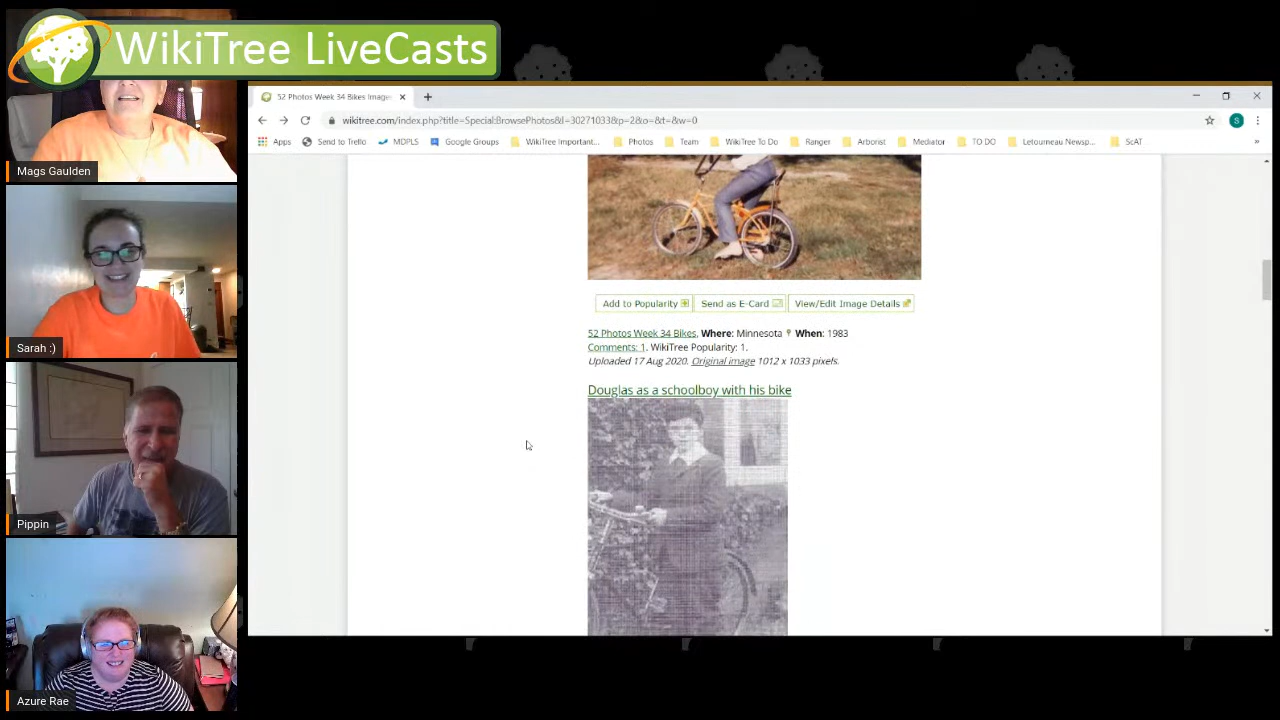 WikiTree LiveCasts
Mags Gaulden
Sarah :)
Pippin
Azure Rae
52 Photos Week 34 Bikes Image
wikitree.com/index.php?title=Special:BrowsePhotos&l=30271033&p=2&o=&t=&w=0
Apps Send to Trello MDPLS Google Groups WikiTree Important... Photos Team WikiTree To Do Ranger Arborist Mediator TO DO Letourneau Newsp... ScAT »
Add to Popularity Send as E-Card View/Edit Image Details
52 Photos Week 34 Bikes, Where: Minnesota When: 1983
Comments: 1. WikiTree Popularity: 1.
Uploaded 17 Aug 2020. Original image 1012 x 1033 pixels.
Douglas as a schoolboy with his bike